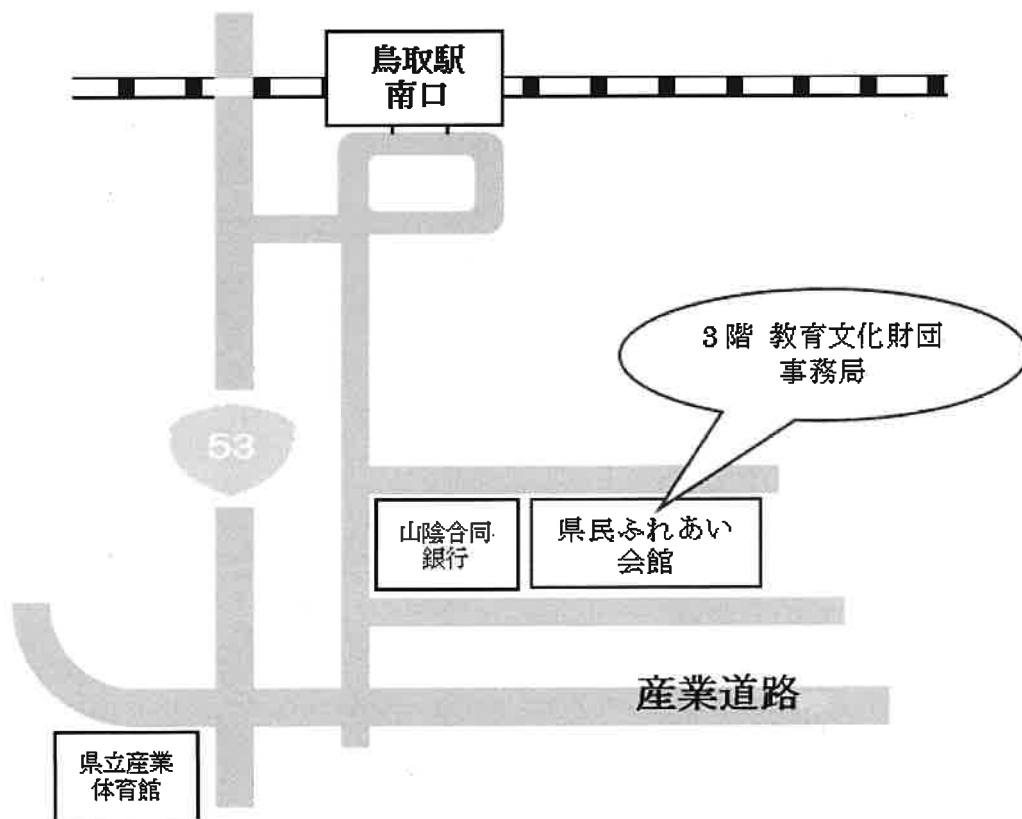 鳥取駅
南口
3階 教育文化財団
事務局
53
山陰合同
銀行
県民ふれあい
会館
産業道路
県立産業
体育館